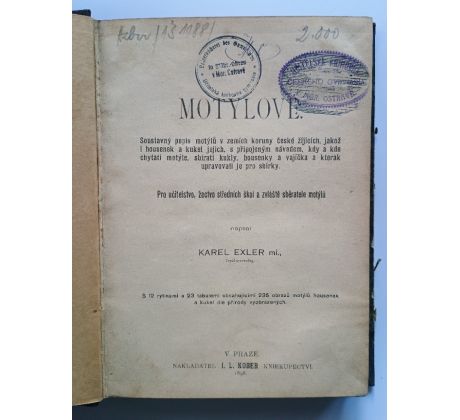 2.000
v Mor. Ostravě
MOTÝLOVÉ.
Soustavný popis motýlů v zemích koruny české žijících, jakož
i housenek a kukel jejich, s připojeným návodem, kdy a kde
chytati motýle, sbírati kukly, housenky a vajíčka a kterak
upravovati je pro sbírky.
Pro učitelstvo, žactvo středních škol a zvláště sběratele motýlů
napsal
KAREL EXLER ml.,
S 12 rytinami a 23 tabulemi obsahujícími 236 obrazů motýlů, housenek
a kukel dle přírody vyobrazených.
V PRAZE.
NAKLADATEL I. L. KOBER KNIHKUPECTVÍ.
1898.